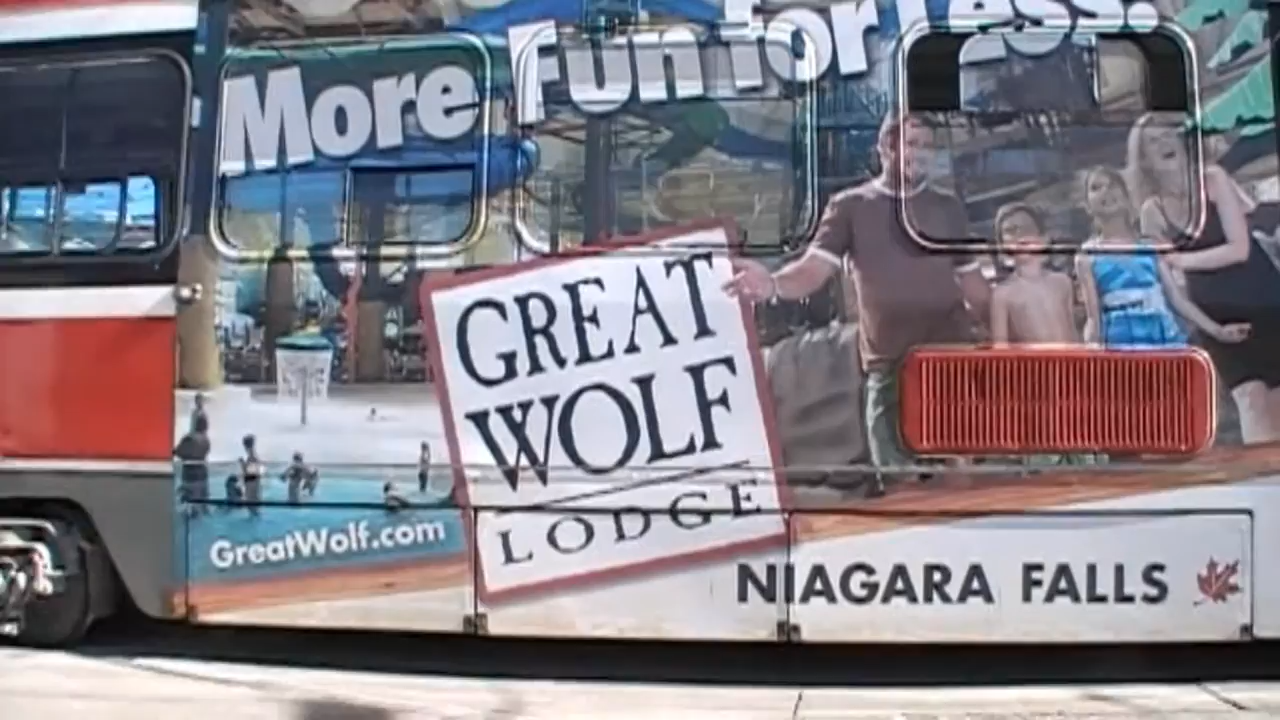 More Fun for Less.
GREAT
WOLF
LODGE
GreatWolf.com
NIAGARA FALLS